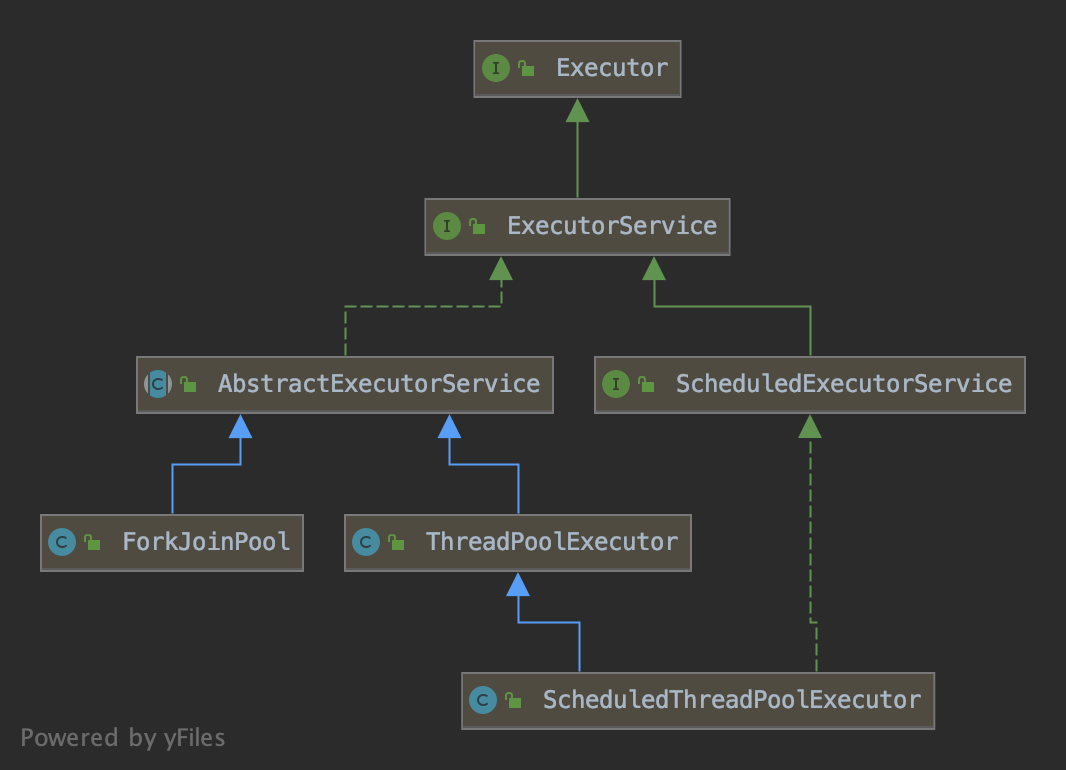 I Executor
I ExecutorService
C AbstractExecutorService
I ScheduledExecutorService
C ForkJoinPool
C ThreadPoolExecutor
C ScheduledThreadPoolExecutor
Powered by yFiles